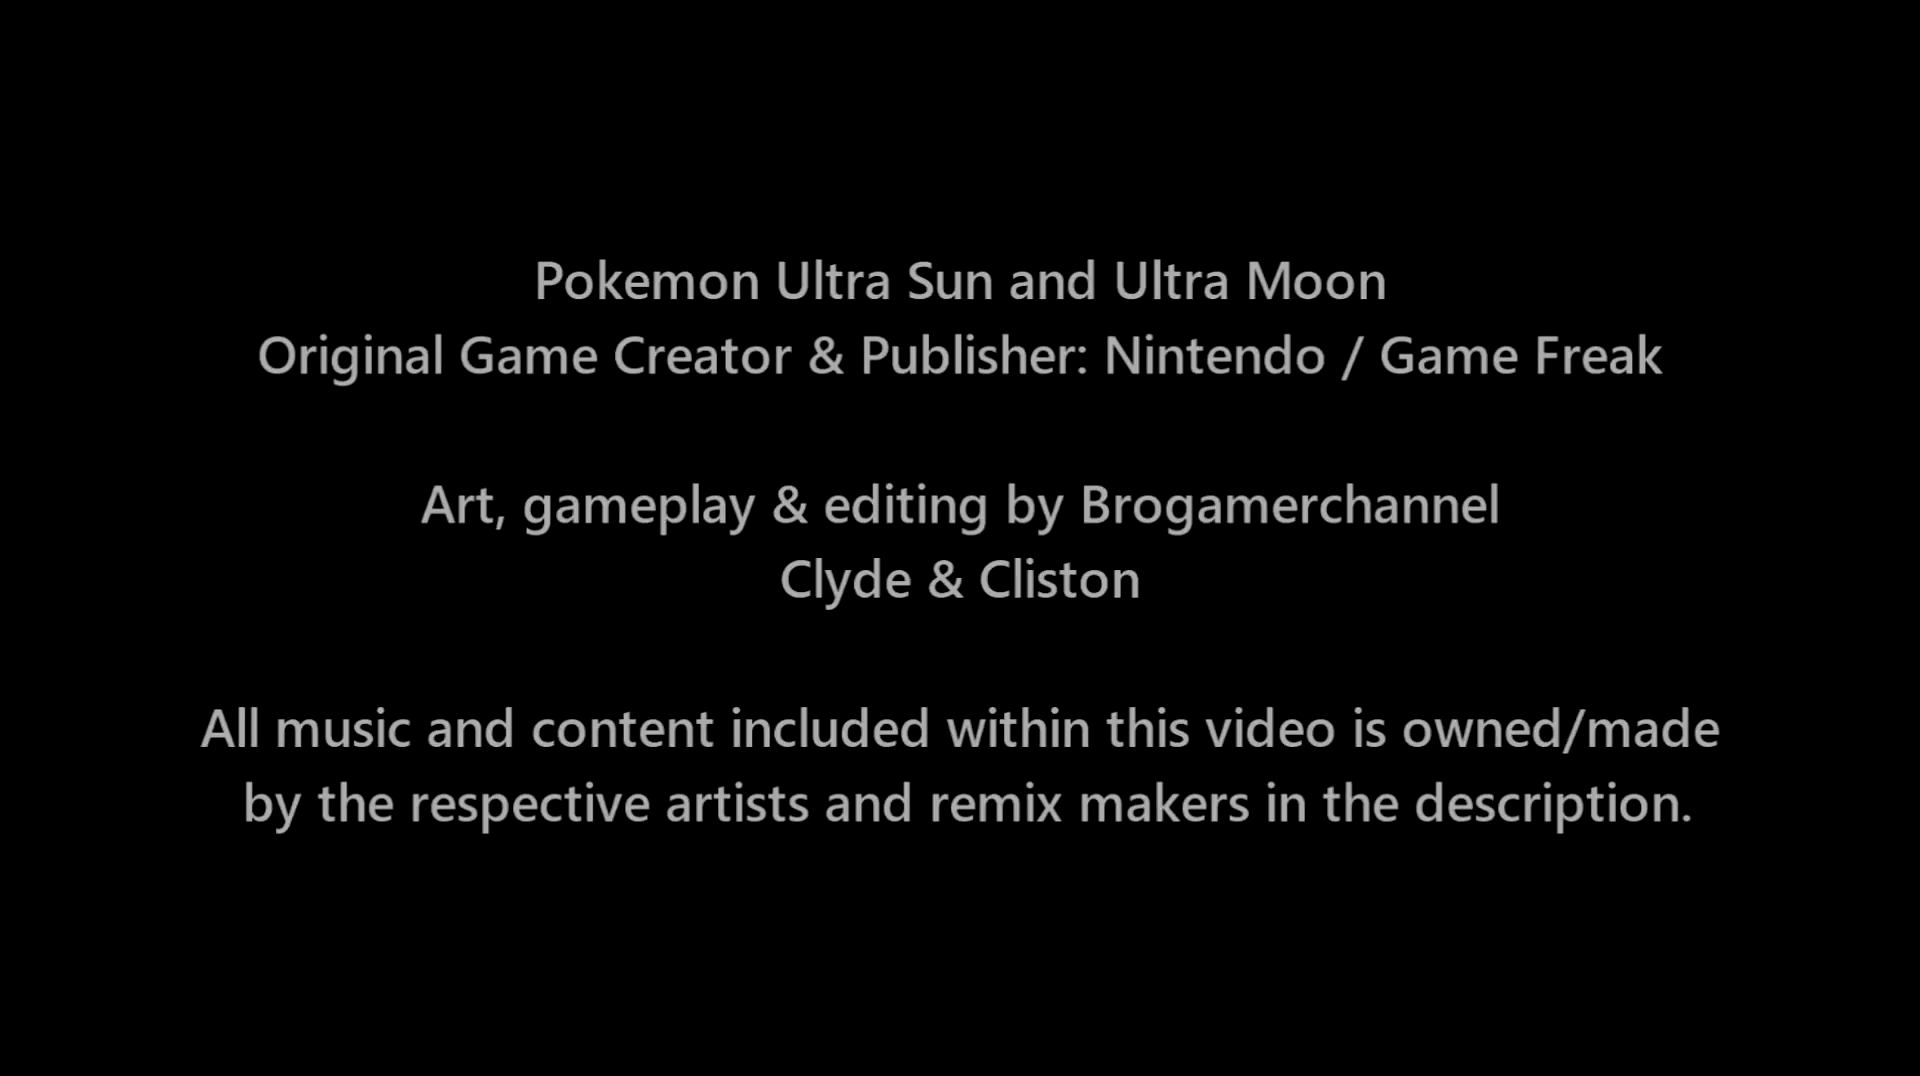 Pokemon Ultra Sun and Ultra Moon
Original Game Creator & Publisher: Nintendo / Game Freak
Art, gameplay & editing by Brogamerchannel
Clyde & Cliston
All music and content included within this video is owned/made
by the respective artists and remix makers in the description.